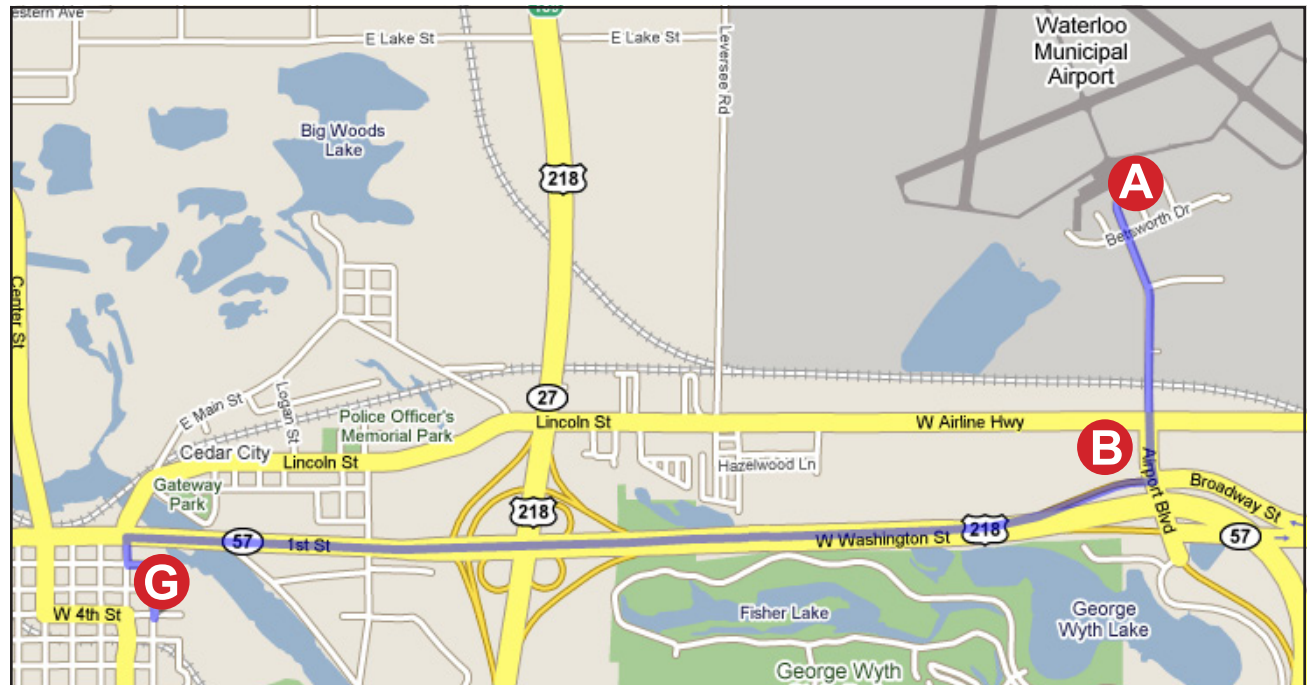 estern Ave
E Lake St
E Lake St
Leversee Rd
Waterloo
Municipal
Airport
Big Woods
Lake
218
A
Betsworth Dr
Center St
27
E Main St
Logan St
Police Officer's
Memorial Park
Lincoln St
W Airline Hwy
Cedar City
Lincoln St
Hazelwood Ln
B
Airport Blvd
Gateway
Park
Broadway St
218
57
1st St
W Washington St
218
57
G
W 4th St
Fisher Lake
George
Wyth Lake
George Wyth